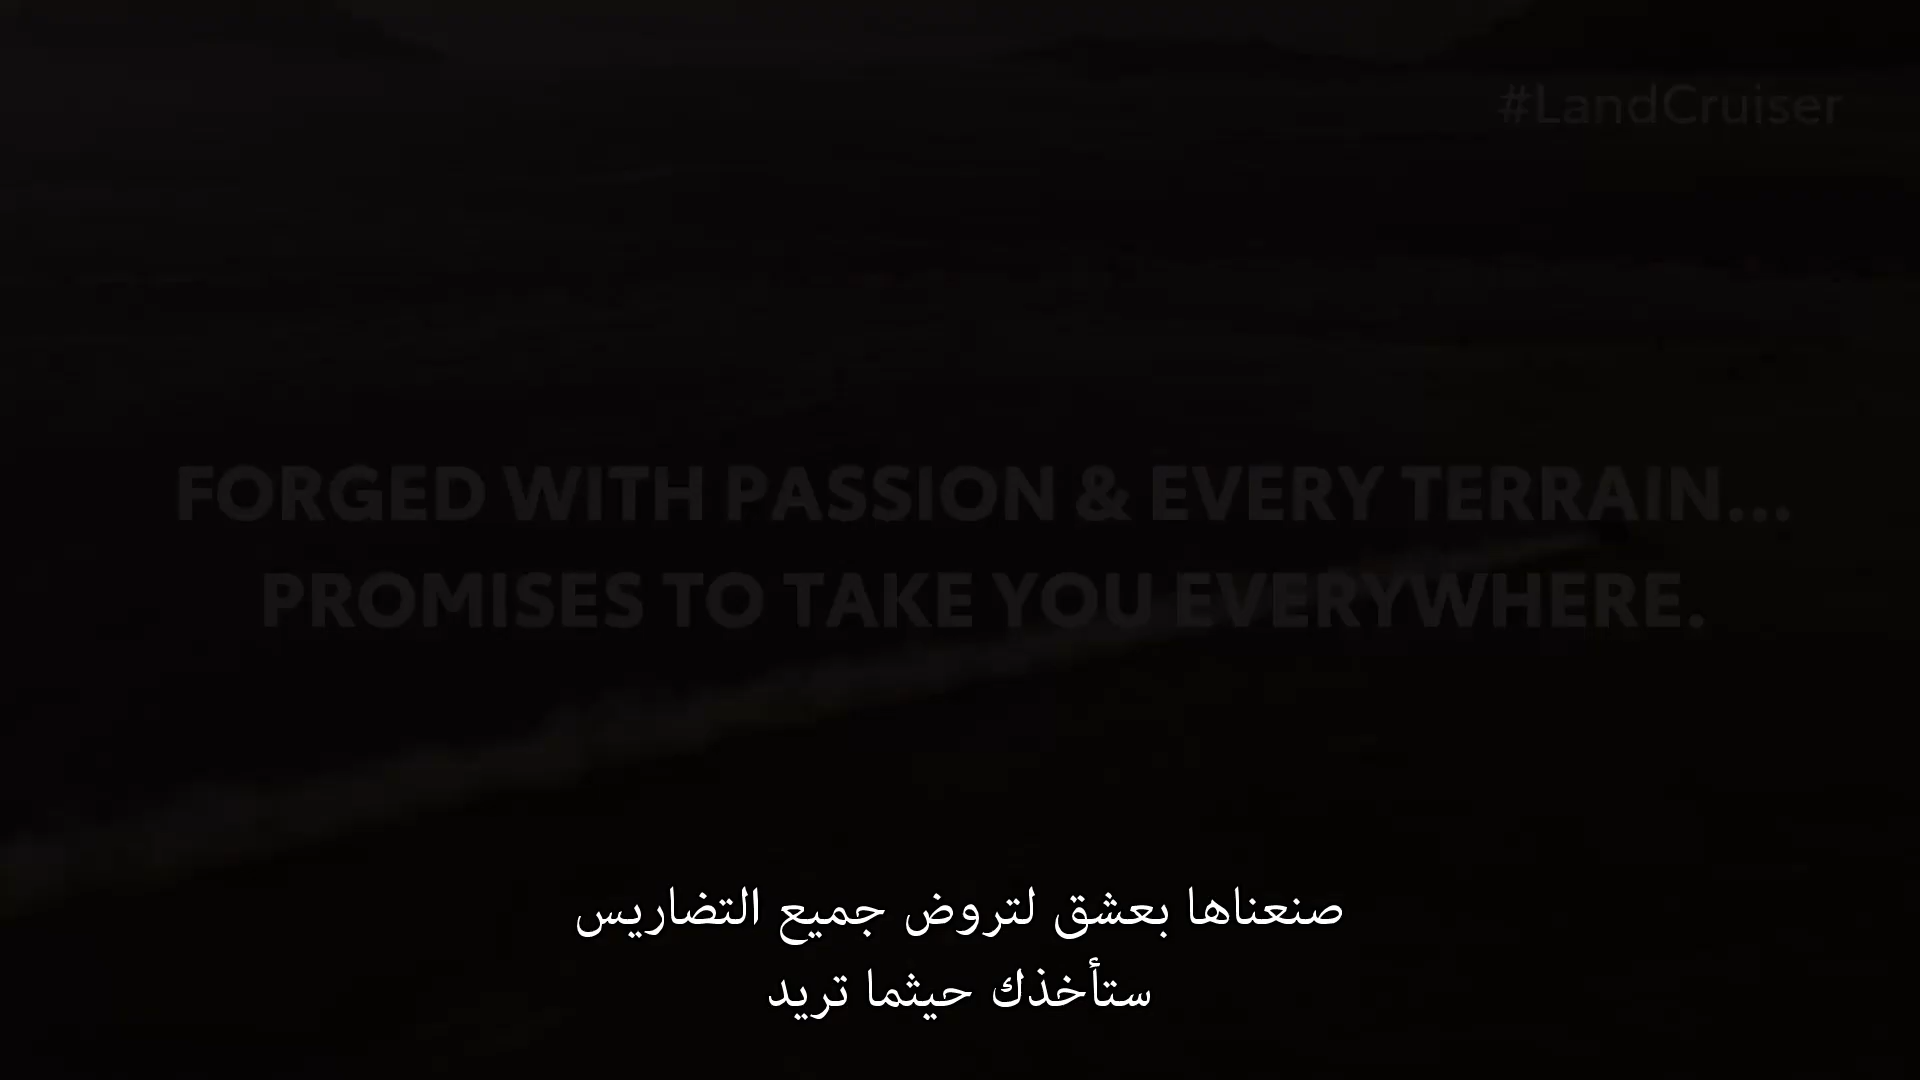 #LandCruiser
FORGED WITH PASSION & EVERY TERRAIN...
PROMISES TO TAKE YOU EVERYWHERE.
صنعناها بعشق لتروض جميع التضاريس
ستأخذك حيثما تريد